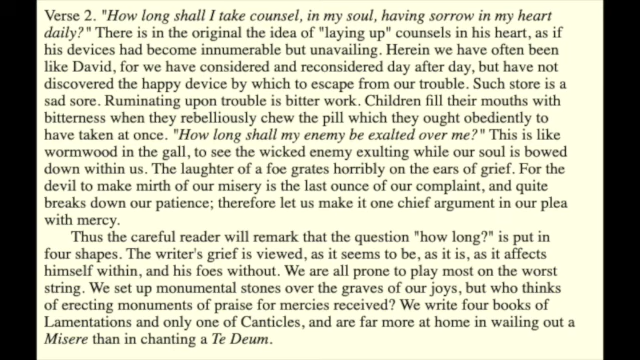 Verse 2. "How long shall I take counsel, in my soul, having sorrow in my heart
daily?" There is in the original the idea of "laying up" counsels in his heart, as if
his devices had become innumerable but unavailing. Herein we have often been
like David, for we have considered and reconsidered day after day, but have not
discovered the happy device by which to escape from our trouble. Such store is a
sad sore. Ruminating upon trouble is bitter work. Children fill their mouths with
bitterness when they rebelliously chew the pill which they ought obediently to
have taken at once. "How long shall my enemy be exalted over me?" This is like
wormwood in the gall, to see the wicked enemy exulting while our soul is bowed
down within us. The laughter of a foe grates horribly on the ears of grief. For the
devil to make mirth of our misery is the last ounce of our complaint, and quite
breaks down our patience; therefore let us make it one chief argument in our plea
with mercy.
Thus the careful reader will remark that the question "how long?" is put in
four shapes. The writer's grief is viewed, as it seems to be, as it is, as it affects
himself within, and his foes without. We are all prone to play most on the worst
string. We set up monumental stones over the graves of our joys, but who thinks
of erecting monuments of praise for mercies received? We write four books of
Lamentations and only one of Canticles, and are far more at home in wailing out a
Misere than in chanting a Te Deum.